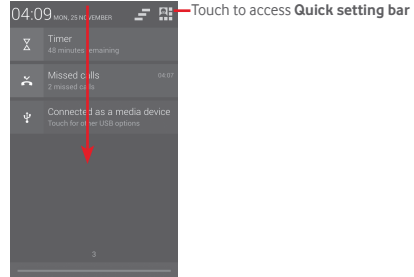 04:09 MON, 25 NOVEMBER
Touch to access Quick setting bar
Timer
48 minutes remaining
Missed calls 04:07
2 missed calls
Connected as a media device
Touch for other USB options
3